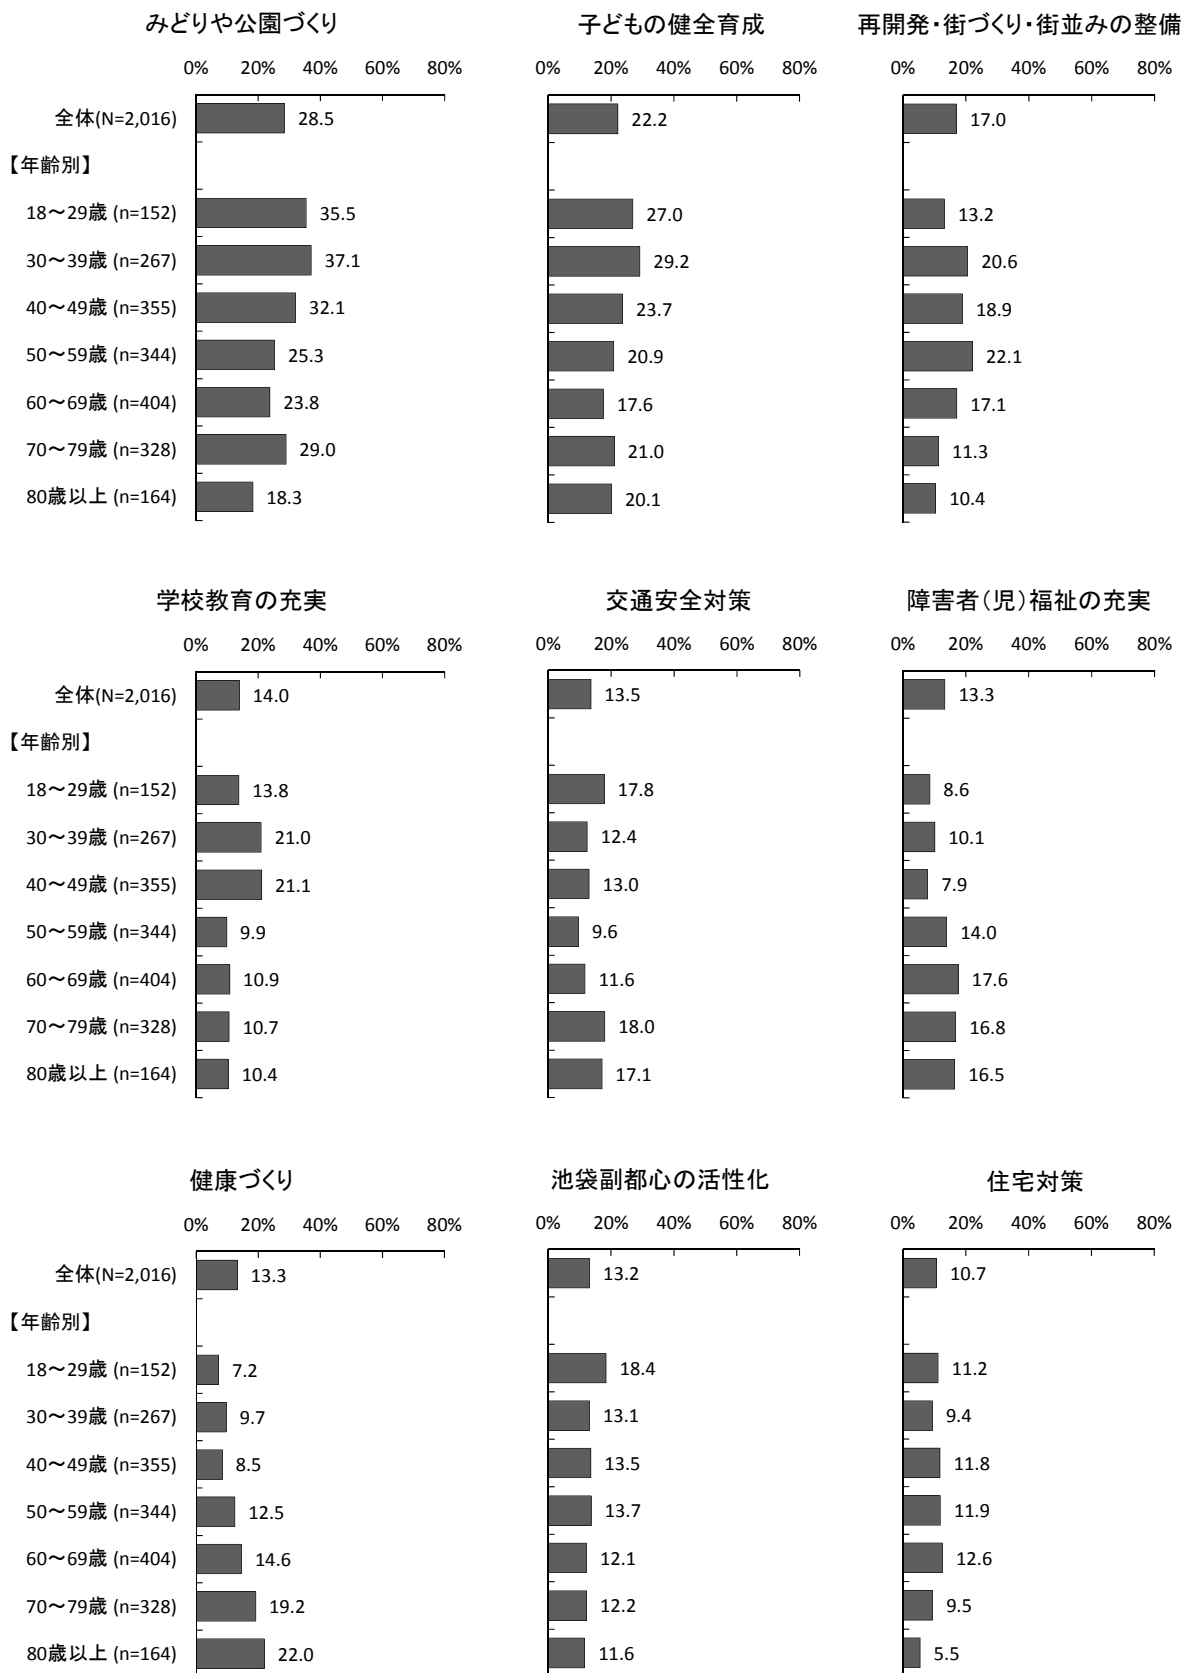 みどりや公園づくり 子どもの健全育成 再開発・街づくり・街並みの整備
0% 20% 40% 60% 80% 0% 20% 40% 60% 80% 0% 20% 40% 60% 80%
全体(N=2,016) 28.5 22.2 17.0
【年齢別】
18～29歳 (n=152) 35.5 27.0 13.2
30～39歳 (n=267) 37.1 29.2 20.6
40～49歳 (n=355) 32.1 23.7 18.9
50～59歳 (n=344) 25.3 20.9 22.1
60～69歳 (n=404) 23.8 17.6 17.1
70～79歳 (n=328) 29.0 21.0 11.3
80歳以上 (n=164) 18.3 20.1 10.4
学校教育の充実 交通安全対策 障害者（児）福祉の充実
0% 20% 40% 60% 80% 0% 20% 40% 60% 80% 0% 20% 40% 60% 80%
全体(N=2,016) 14.0 13.5 13.3
【年齢別】
18～29歳 (n=152) 13.8 17.8 8.6
30～39歳 (n=267) 21.0 12.4 10.1
40～49歳 (n=355) 21.1 13.0 7.9
50～59歳 (n=344) 9.9 9.6 14.0
60～69歳 (n=404) 10.9 11.6 17.6
70～79歳 (n=328) 10.7 18.0 16.8
80歳以上 (n=164) 10.4 17.1 16.5
健康づくり 池袋副都心の活性化 住宅対策
0% 20% 40% 60% 80% 0% 20% 40% 60% 80% 0% 20% 40% 60% 80%
全体(N=2,016) 13.3 13.2 10.7
【年齢別】
18～29歳 (n=152) 7.2 18.4 11.2
30～39歳 (n=267) 9.7 13.1 9.4
40～49歳 (n=355) 8.5 13.5 11.8
50～59歳 (n=344) 12.5 13.7 11.9
60～69歳 (n=404) 14.6 12.1 12.6
70～79歳 (n=328) 19.2 12.2 9.5
80歳以上 (n=164) 22.0 11.6 5.5